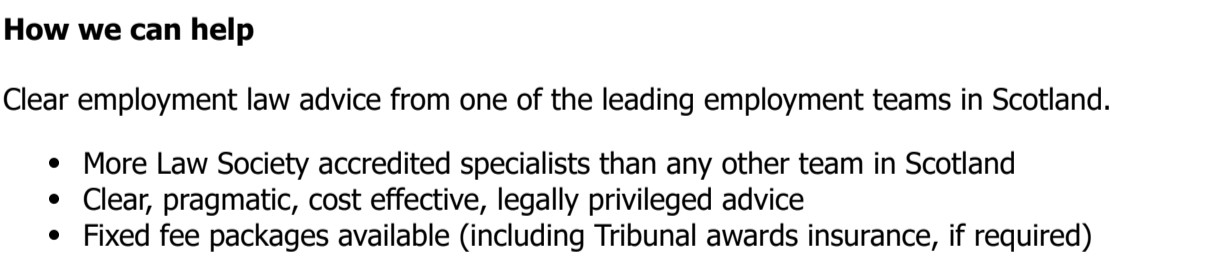 How we can help
Clear employment law advice from one of the leading employment teams in Scotland.
• More Law Society accredited specialists than any other team in Scotland
• Clear, pragmatic, cost effective, legally privileged advice
• Fixed fee packages available (including Tribunal awards insurance, if required)